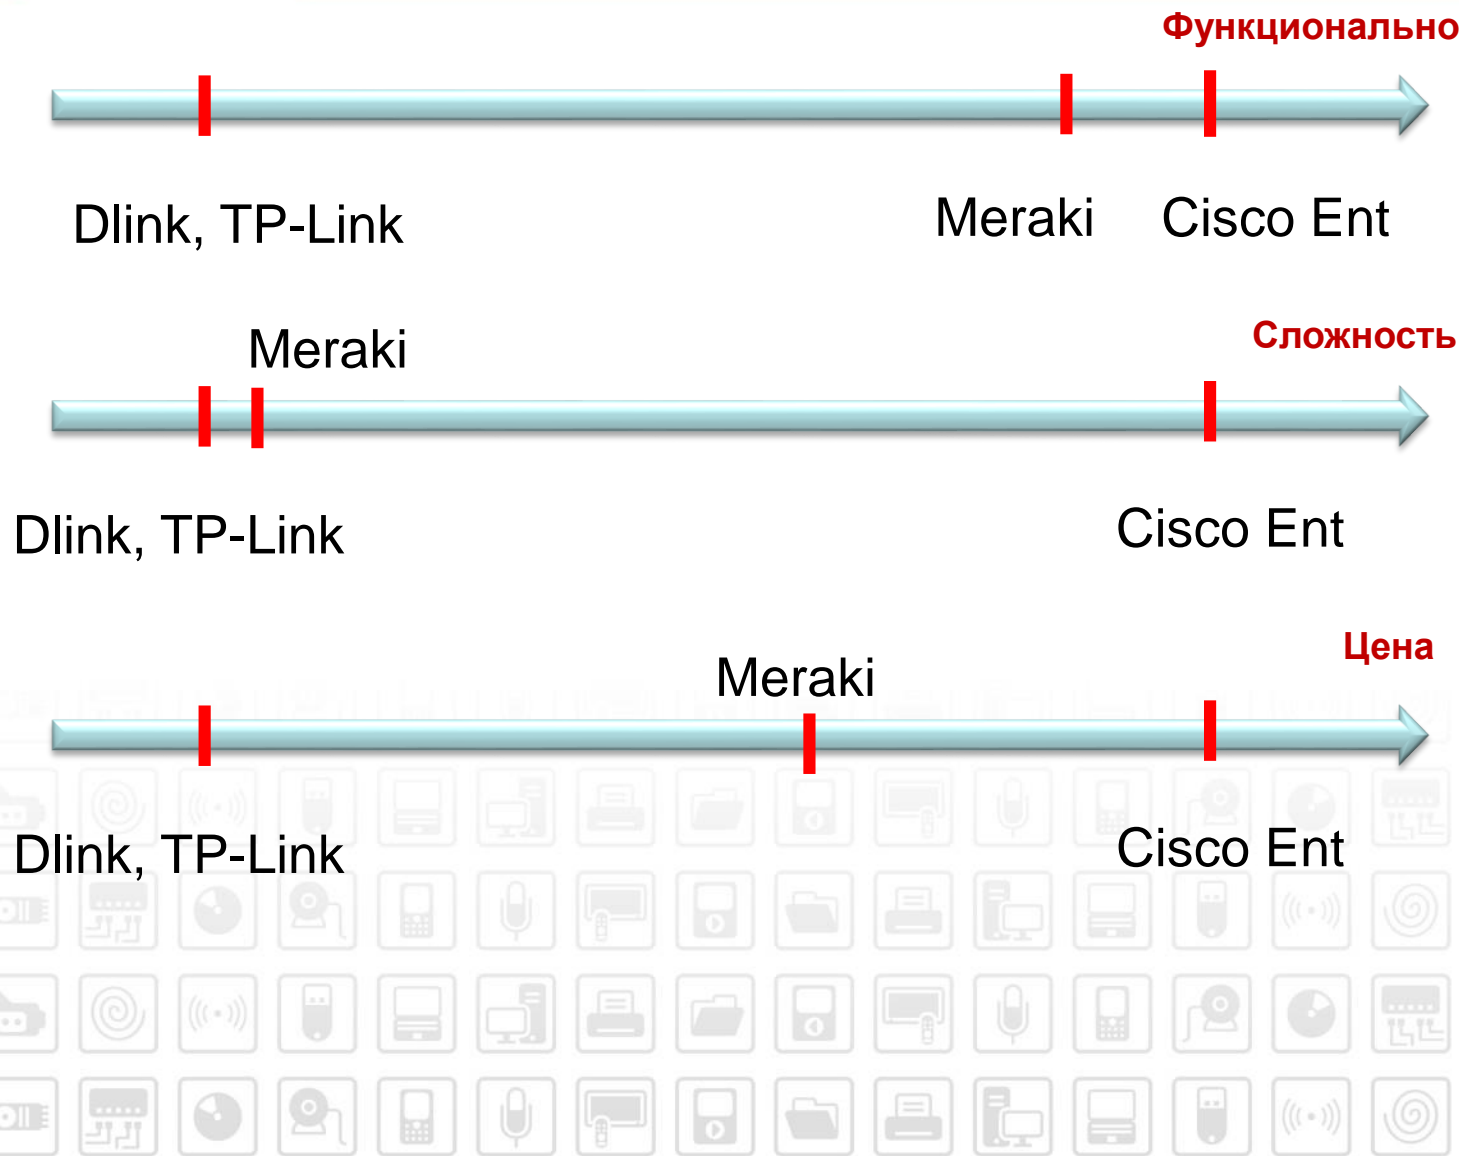 Функционально
Dlink, TP-Link
Meraki
Cisco Ent
Meraki
Сложность
Dlink, TP-Link
Cisco Ent
Цена
Meraki
Dlink, TP-Link
Cisco Ent